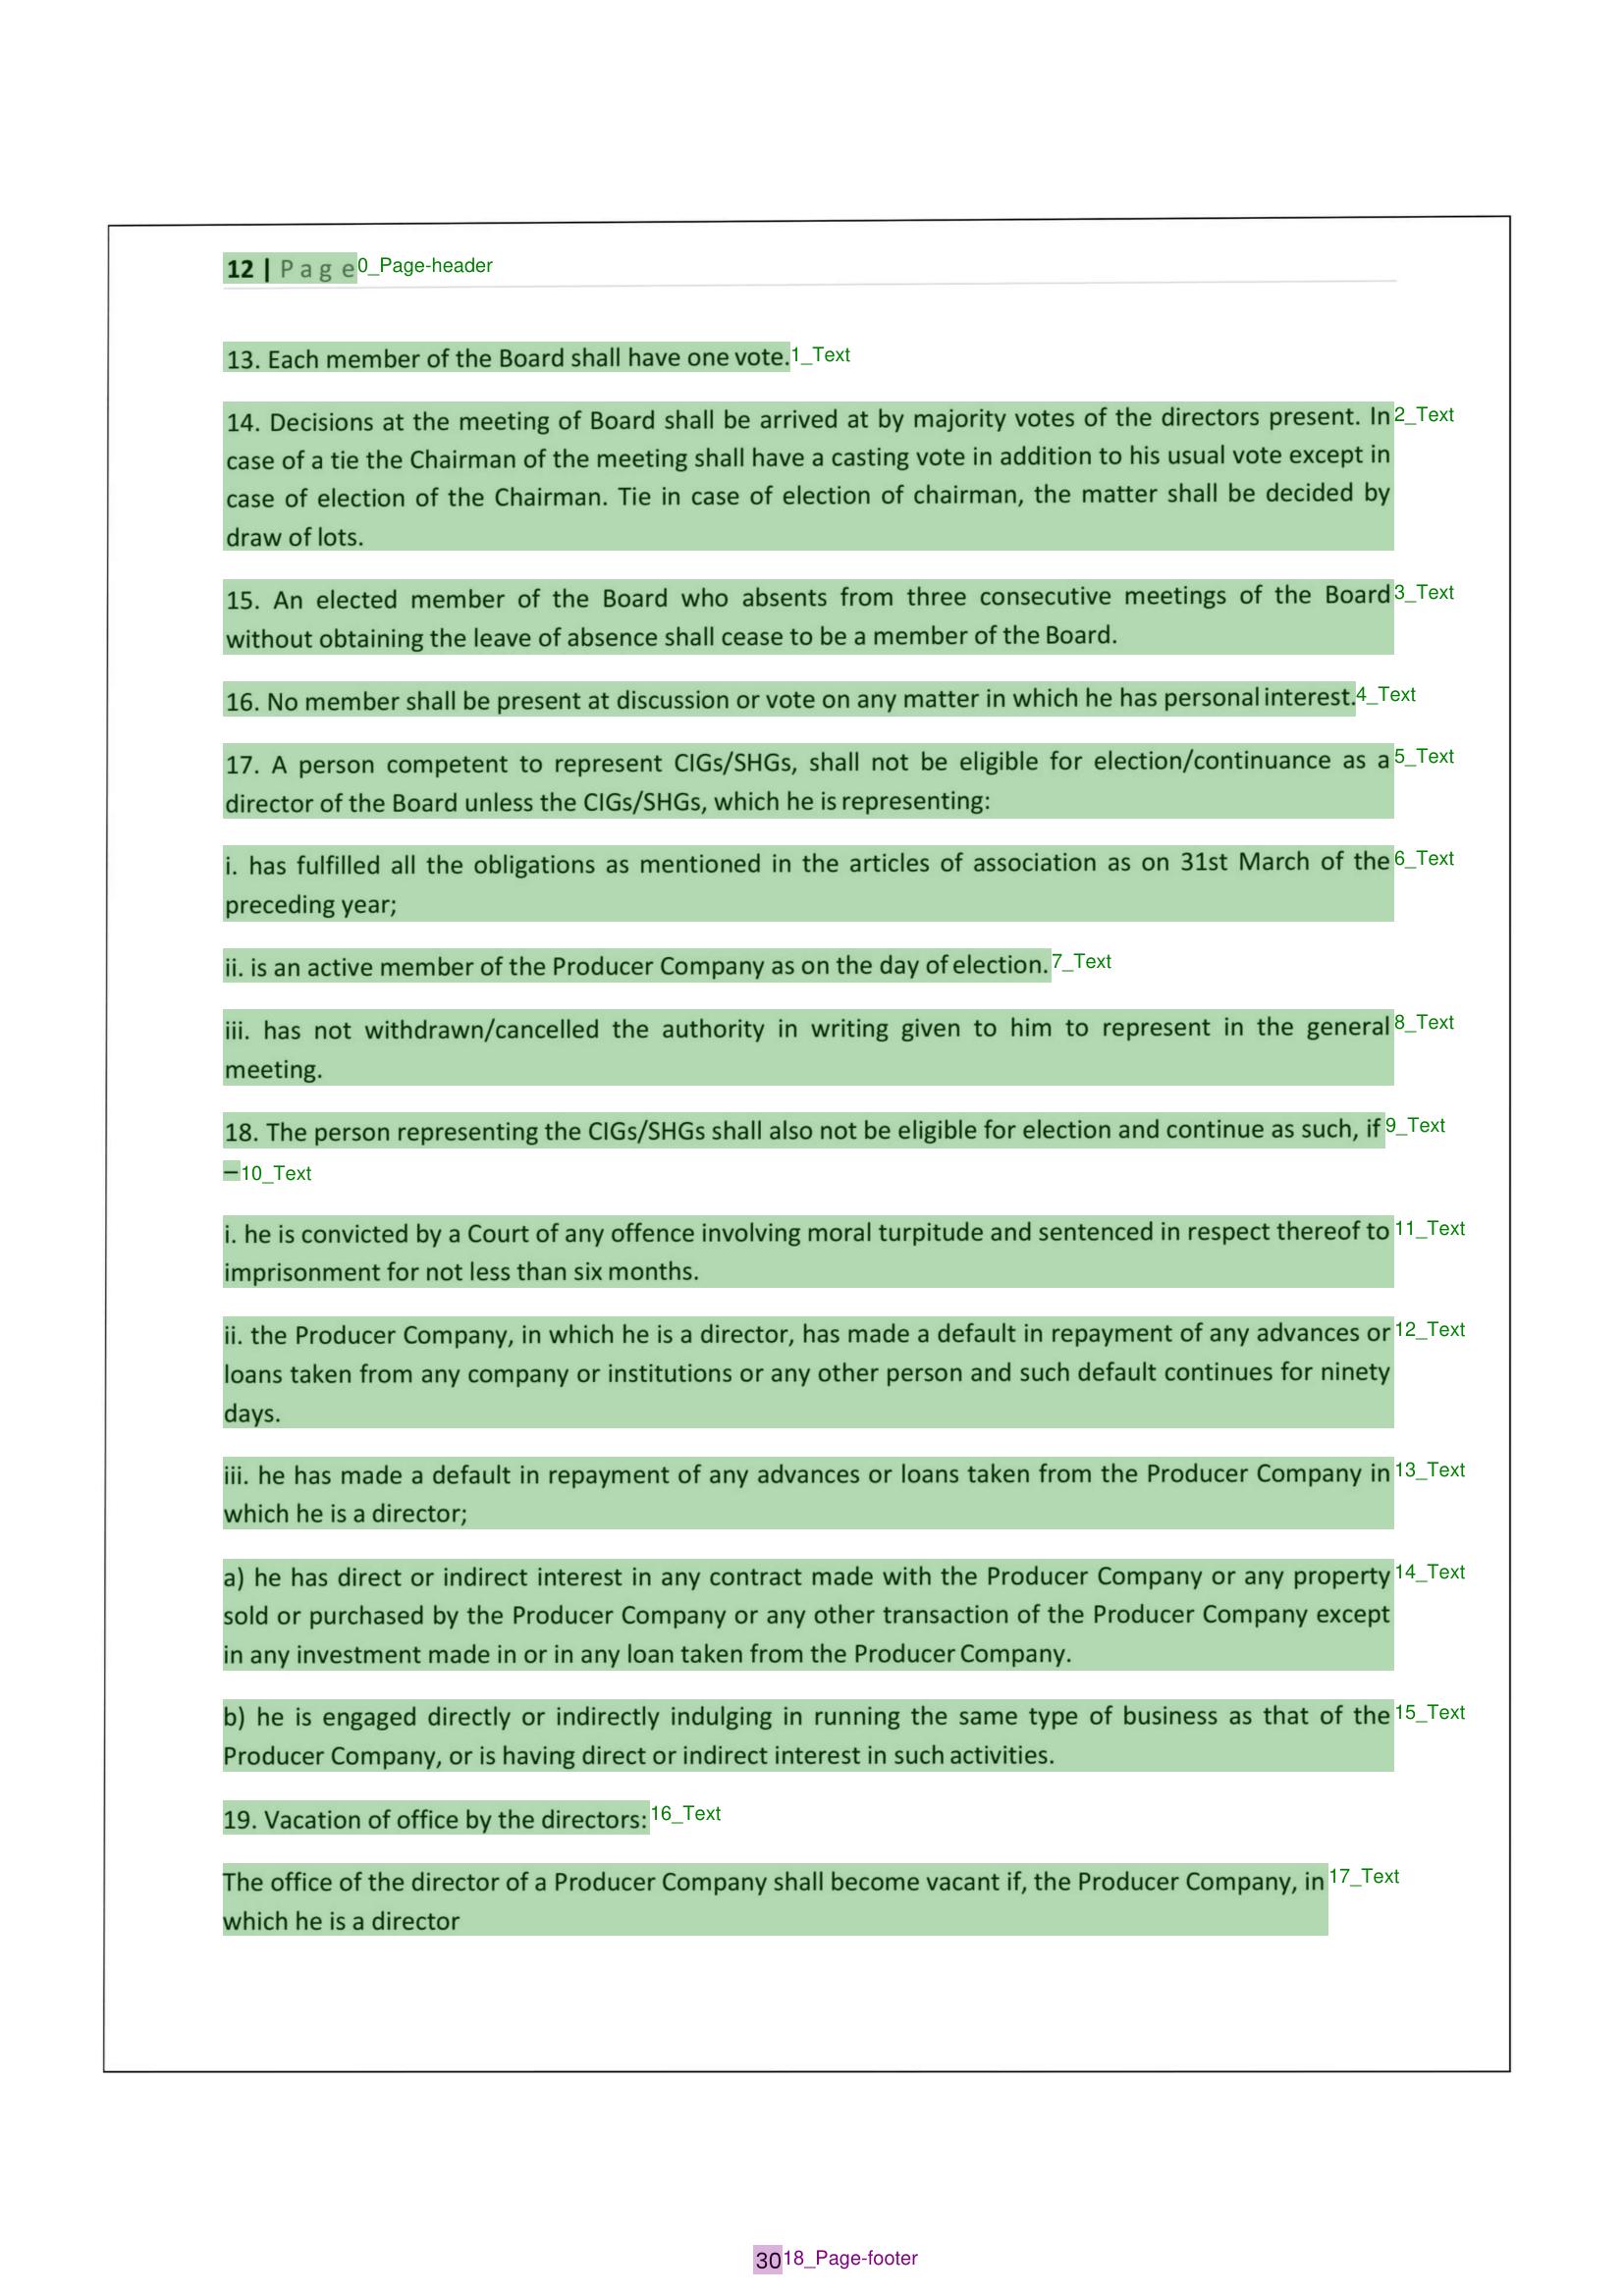 12 | P a g e 0_Page-header
13. Each member of the Board shall have one vote. 1_Text
14. Decisions at the meeting of Board shall be arrived at by majority votes of the directors present. In 2_Text
case of a tie the Chairman of the meeting shall have a casting vote in addition to his usual vote except in
case of election of the Chairman. Tie in case of election of chairman, the matter shall be decided by
draw of lots.
15. An elected member of the Board who absents from three consecutive meetings of the Board 3_Text
without obtaining the leave of absence shall cease to be a member of the Board.
16. No member shall be present at discussion or vote on any matter in which he has personal interest. 4_Text
17. A person competent to represent CIGs/SHGs, shall not be eligible for election/continuance as a 5_Text
director of the Board unless the CIGs/SHGs, which he is representing:
i. has fulfilled all the obligations as mentioned in the articles of association as on 31st March of the 6_Text
preceding year;
ii. is an active member of the Producer Company as on the day of election. 7_Text
iii. has not withdrawn/cancelled the authority in writing given to him to represent in the general 8_Text
meeting.
18. The person representing the CIGs/SHGs shall also not be eligible for election and continue as such, if 9_Text
– 10_Text
i. he is convicted by a Court of any offence involving moral turpitude and sentenced in respect thereof to 11_Text
imprisonment for not less than six months.
ii. the Producer Company, in which he is a director, has made a default in repayment of any advances or 12_Text
loans taken from any company or institutions or any other person and such default continues for ninety
days.
iii. he has made a default in repayment of any advances or loans taken from the Producer Company in 13_Text
which he is a director;
a) he has direct or indirect interest in any contract made with the Producer Company or any property 14_Text
sold or purchased by the Producer Company or any other transaction of the Producer Company except
in any investment made in or in any loan taken from the Producer Company.
b) he is engaged directly or indirectly indulging in running the same type of business as that of the 15_Text
Producer Company, or is having direct or indirect interest in such activities.
19. Vacation of office by the directors: 16_Text
The office of the director of a Producer Company shall become vacant if, the Producer Company, in 17_Text
which he is a director
30 18_Page-footer